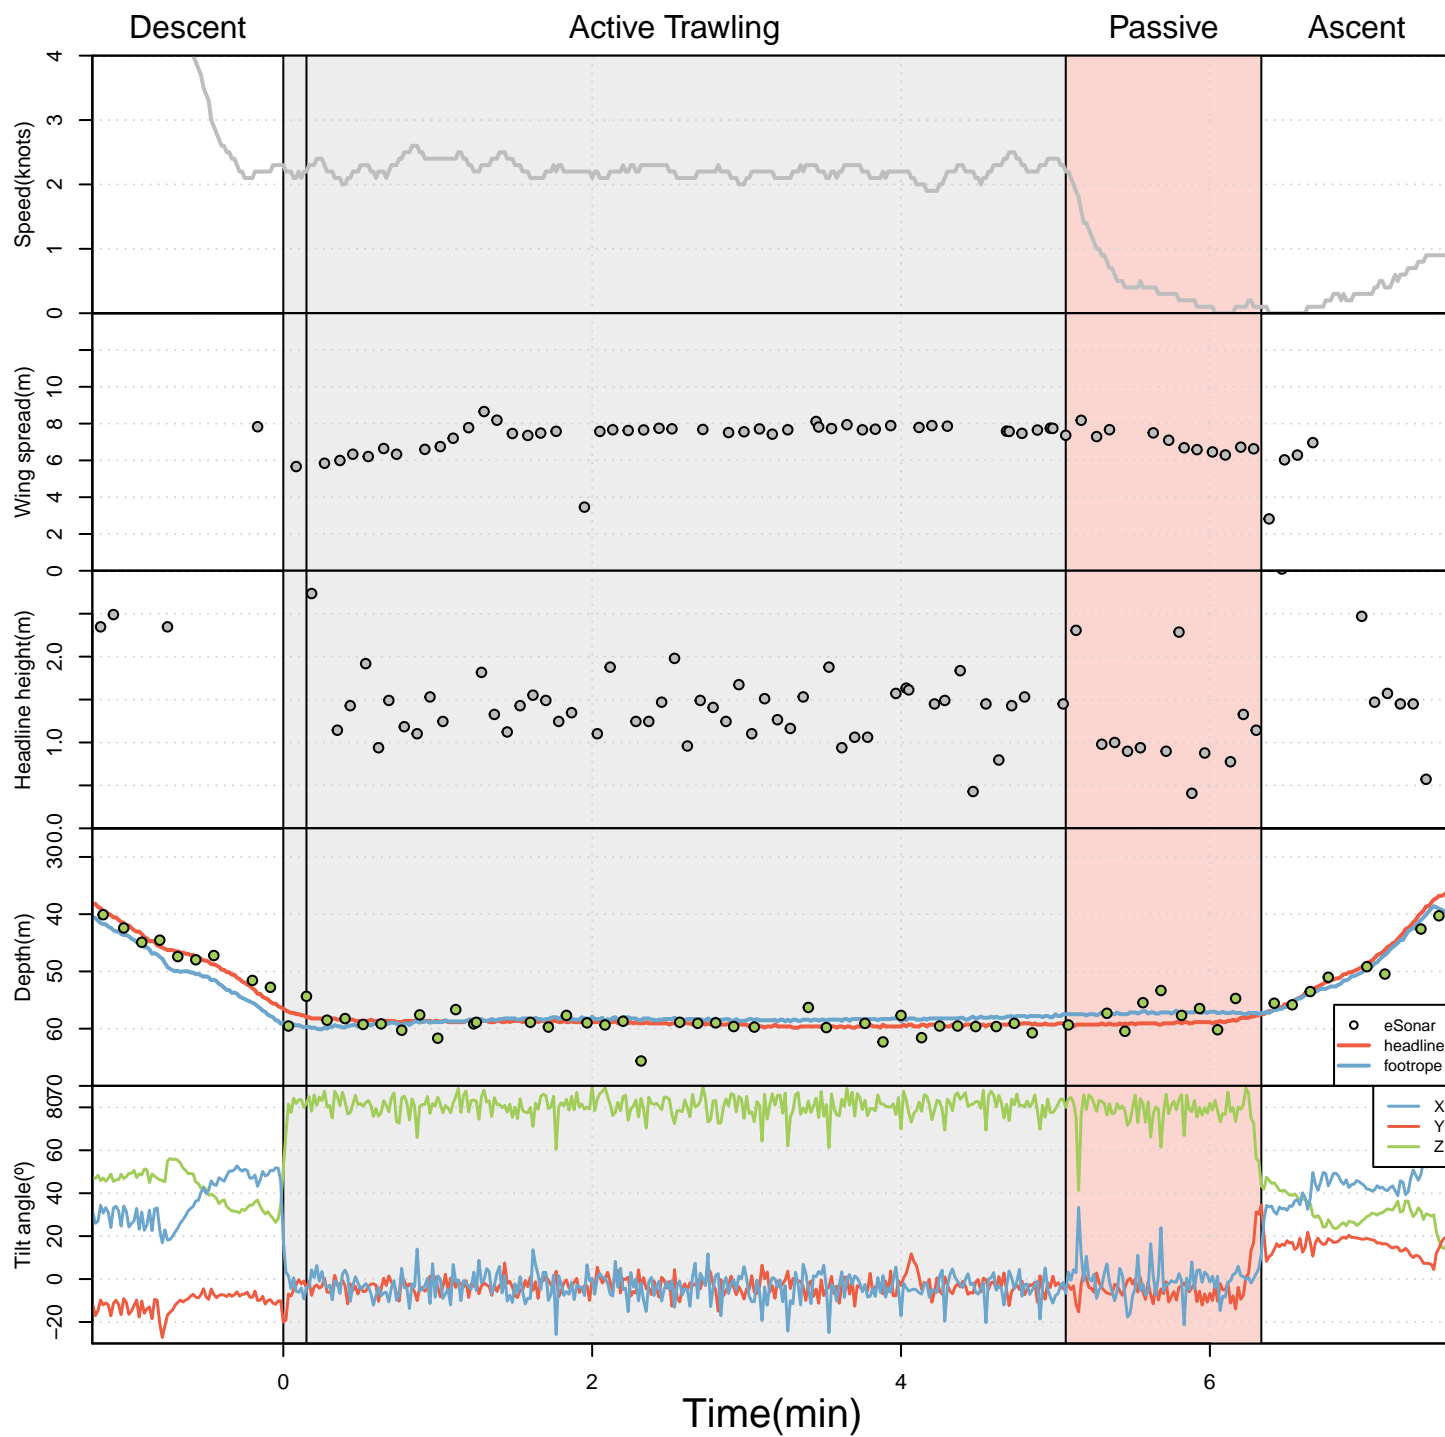 Descent Active Trawling Passive Ascent
Speed(knots)
4
3
2
1
0
Wing spread(m)
10
8
6
4
2
0
Headline height(m)
2.0
1.0
0.0
Depth(m)
30
40
50
60
70
eSonar
headline
footrope
Tilt angle(º)
80
60
40
20
0
−20
X
Y
Z
0 2 4 6
Time(min)